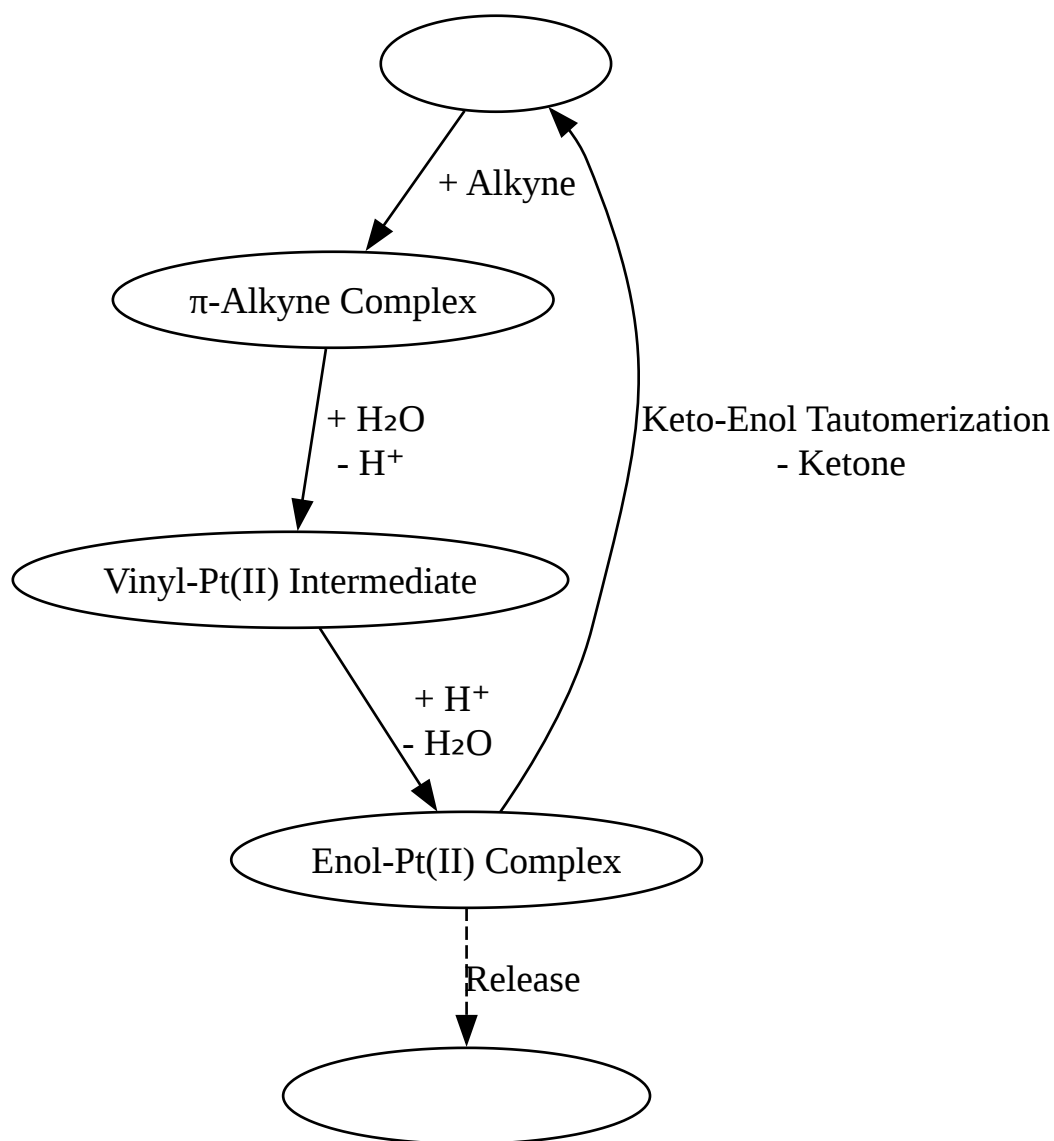 + Alkyne
π-Alkyne Complex
+ H₂O
- H⁺
Keto-Enol Tautomerization
- Ketone
Vinyl-Pt(II) Intermediate
+ H⁺
- H₂O
Enol-Pt(II) Complex
Release